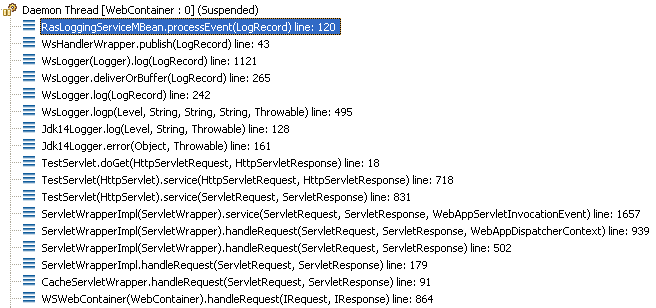 Daemon Thread [WebContainer : 0] (Suspended)
RasLoggingServiceMBean.processEvent(LogRecord) line: 120
WsHandlerWrapper.publish(LogRecord) line: 43
WsLogger(Logger).log(LogRecord) line: 1121
WsLogger.deliverOrBuffer(LogRecord) line: 265
WsLogger.log(LogRecord) line: 242
WsLogger.logp(Level, String, String, String, Throwable) line: 495
Jdk14Logger.log(Level, String, Throwable) line: 128
Jdk14Logger.error(Object, Throwable) line: 161
TestServlet.doGet(HttpServletRequest, HttpServletResponse) line: 18
TestServlet(HttpServlet).service(HttpServletRequest, HttpServletResponse) line: 718
TestServlet(HttpServlet).service(ServletRequest, ServletResponse) line: 831
ServletWrapperImpl(ServletWrapper).service(ServletRequest, ServletResponse, WebAppServletInvocationEvent) line: 1657
ServletWrapperImpl(ServletWrapper).handleRequest(ServletRequest, ServletResponse, WebAppDispatcherContext) line: 939
ServletWrapperImpl(ServletWrapper).handleRequest(ServletRequest, ServletResponse) line: 502
ServletWrapperImpl.handleRequest(ServletRequest, ServletResponse) line: 179
CacheServletWrapper.handleRequest(ServletRequest, ServletResponse) line: 91
WSWebContainer(WebContainer).handleRequest(IRequest, IResponse) line: 864